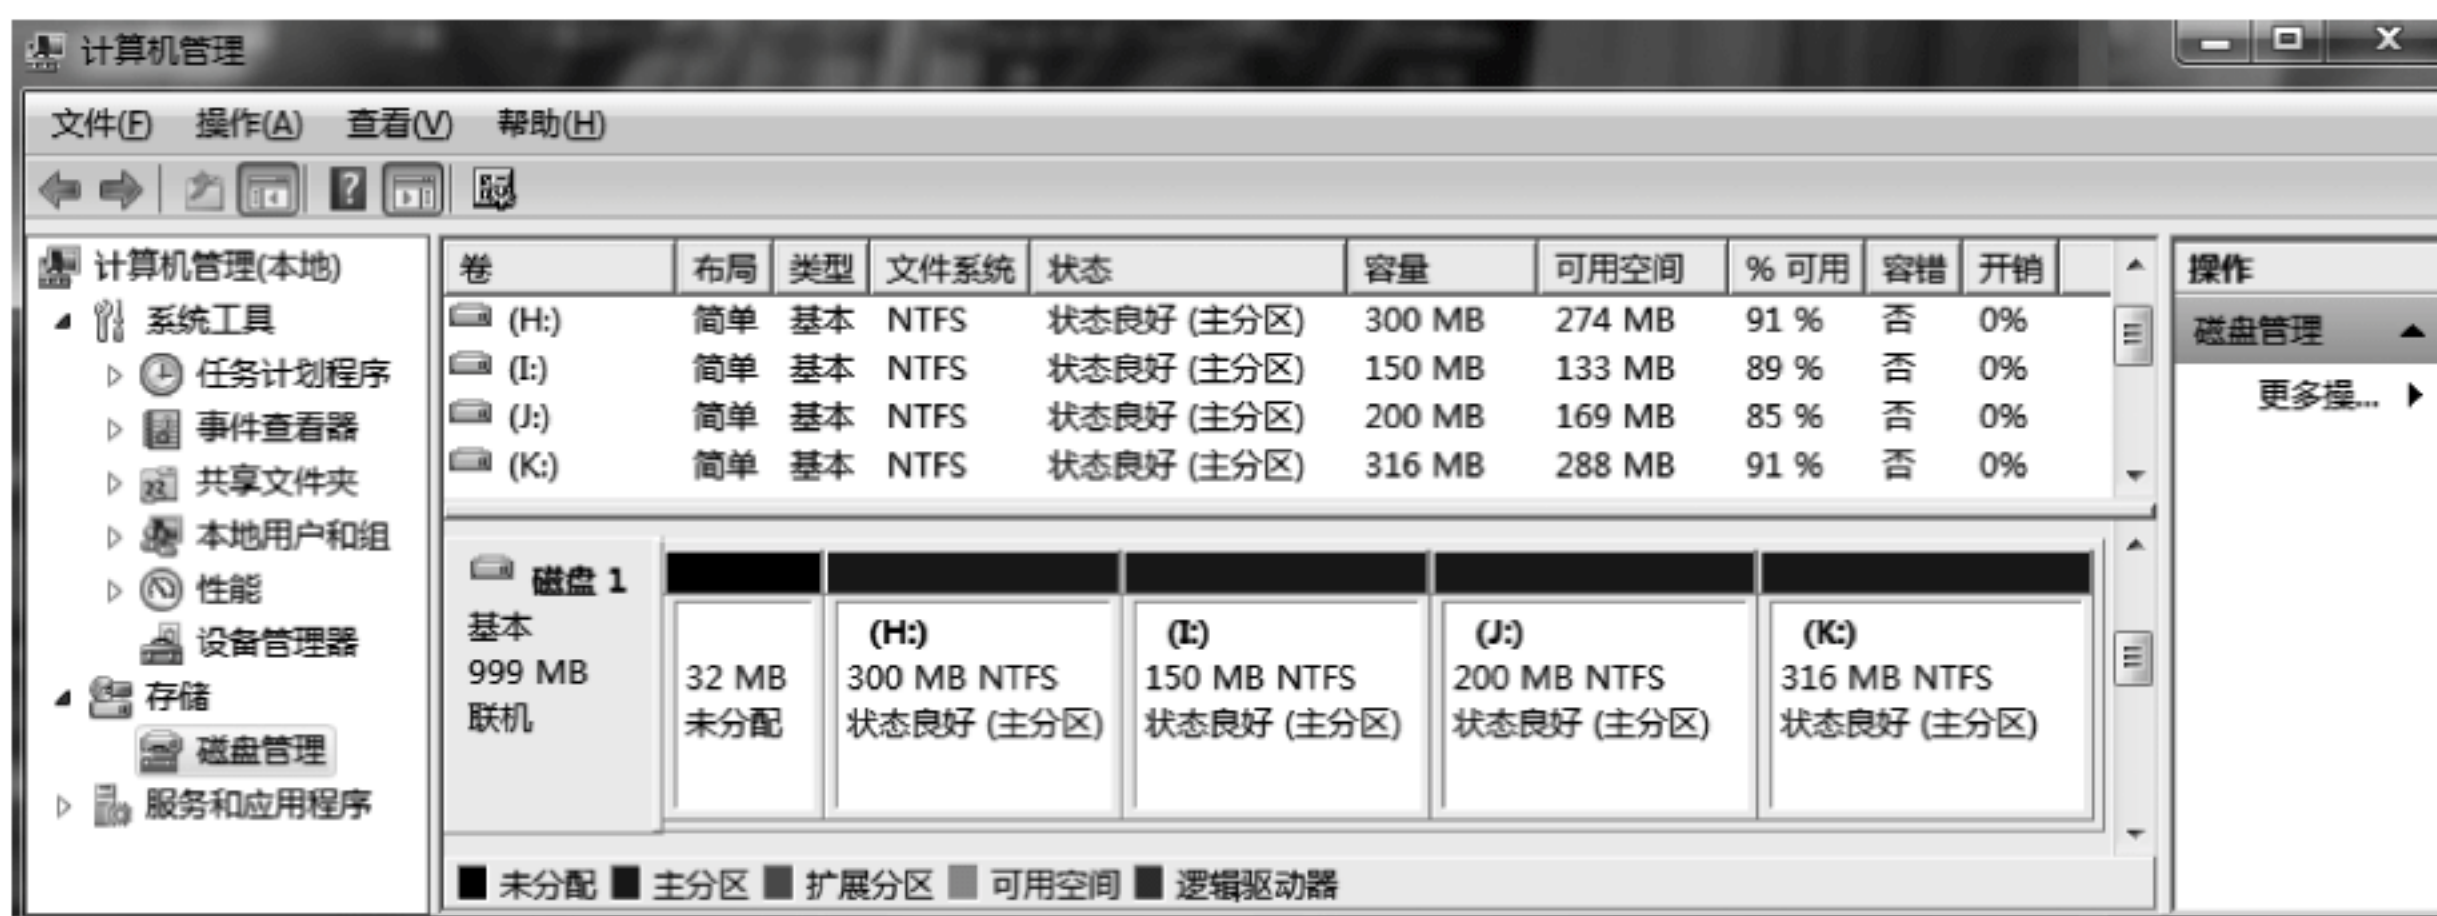 计算机管理
文件(F) 操作(A) 查看(V) 帮助(H)
计算机管理(本地)
系统工具
任务计划程序
事件查看器
共享文件夹
本地用户和组
性能
设备管理器
存储
磁盘管理
服务和应用程序
卷 布局 类型 文件系统 状态 容量 可用空间 % 可用 容错 开销
(H:) 简单 基本 NTFS 状态良好 (主分区) 300 MB 274 MB 91 % 否 0%
(I:) 简单 基本 NTFS 状态良好 (主分区) 150 MB 133 MB 89 % 否 0%
(J:) 简单 基本 NTFS 状态良好 (主分区) 200 MB 169 MB 85 % 否 0%
(K:) 简单 基本 NTFS 状态良好 (主分区) 316 MB 288 MB 91 % 否 0%
磁盘 1
基本
999 MB
联机
32 MB
未分配
(H:)
300 MB NTFS
状态良好 (主分区)
(I:)
150 MB NTFS
状态良好 (主分区)
(J:)
200 MB NTFS
状态良好 (主分区)
(K:)
316 MB NTFS
状态良好 (主分区)
未分配 主分区 扩展分区 可用空间 逻辑驱动器
操作
磁盘管理
更多操...